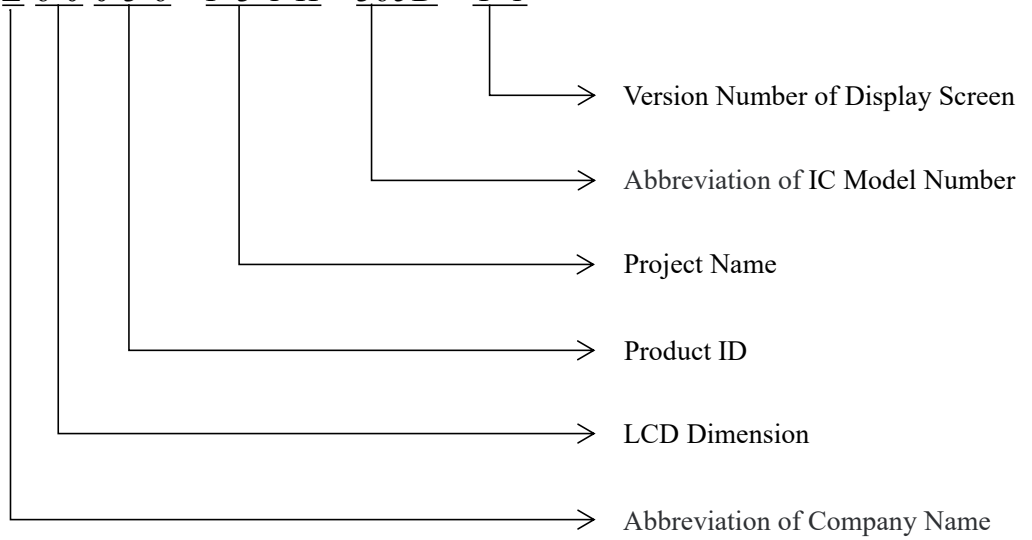 Version Number of Display Screen
Abbreviation of IC Model Number
Project Name
Product ID
LCD Dimension
Abbreviation of Company Name